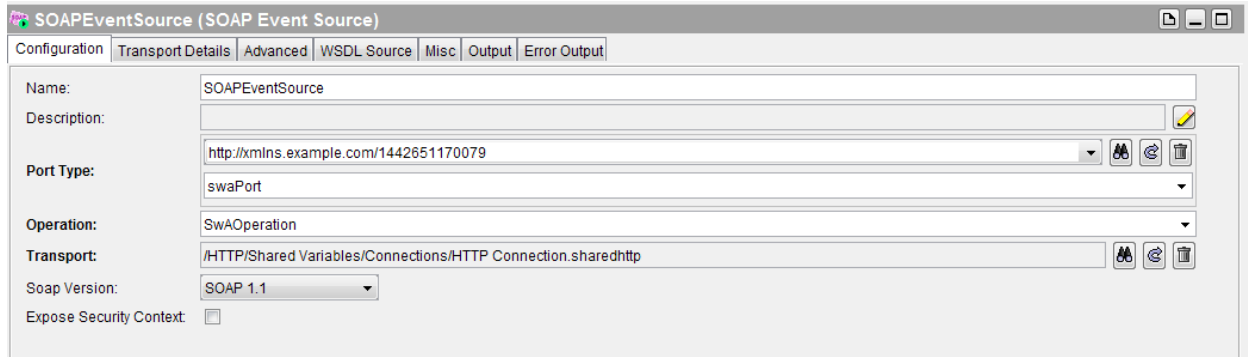 SOAPEventSource (SOAP Event Source)
Configuration Transport Details Advanced WSDL Source Misc Output Error Output
Name: SOAPEventSource
Description:
Port Type: http://xmlns.example.com/1442651170079
swaPort
Operation: SwAOperation
Transport: /HTTP/Shared Variables/Connections/HTTP Connection.sharedhttp
Soap Version: SOAP 1.1
Expose Security Context: